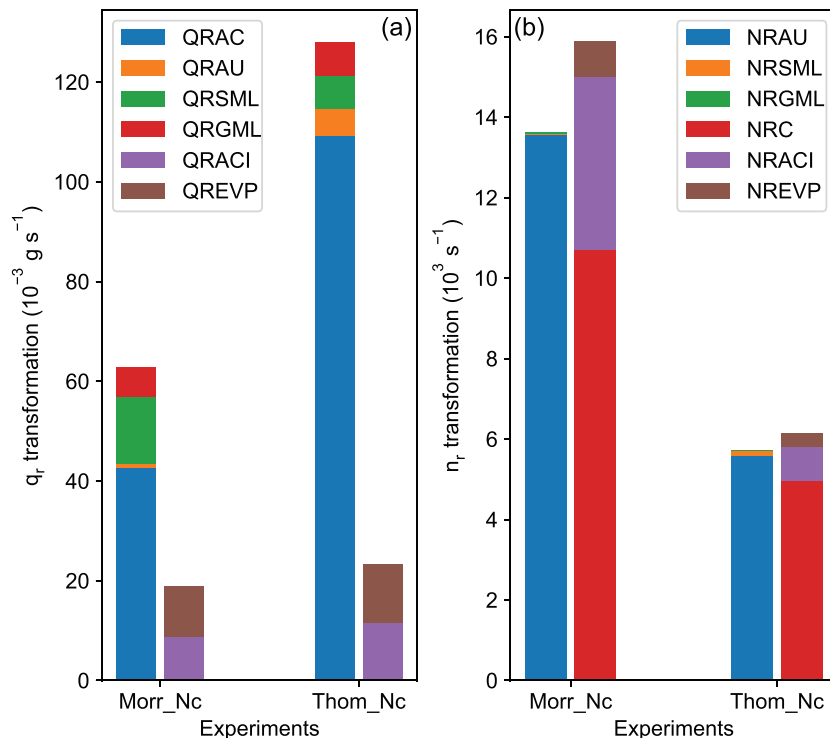 (a)
QRAC
QRAU
QRSML
QRGML
QRACI
QREVP
120
100
80
60
40
20
0
q_r transformation (10^−3 g s^−1)
Morr_Nc
Thom_Nc
Experiments
(b)
NRAU
NRSML
NRGML
NRC
NRACI
NREVP
16
14
12
10
8
6
4
2
0
n_r transformation (10^3 s^−1)
Morr_Nc
Thom_Nc
Experiments